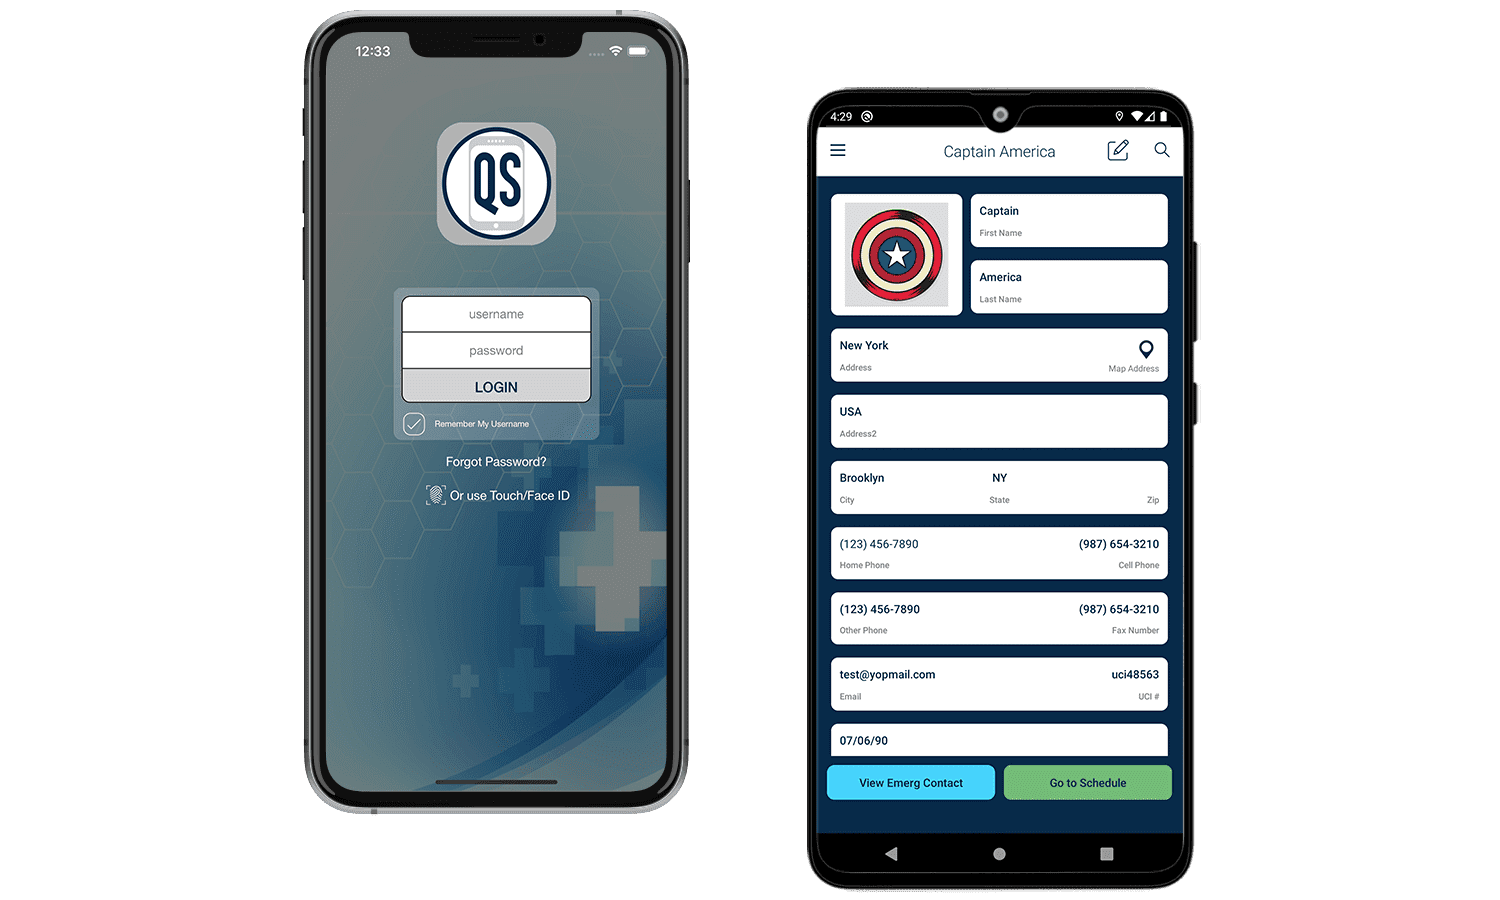 12:33
QS
username
password
LOGIN
Remember My Username
Forgot Password?
Or use Touch/Face ID
4:29
Captain America
Captain
First Name
America
Last Name
New York
Address
Map Address
USA
Address2
Brooklyn NY
City State Zip
(123) 456-7890 (987) 654-3210
Home Phone Cell Phone
(123) 456-7890 (987) 654-3210
Other Phone Fax Number
test@yopmail.com uci48563
Email UCI #
07/06/90
View Emerg Contact Go to Schedule